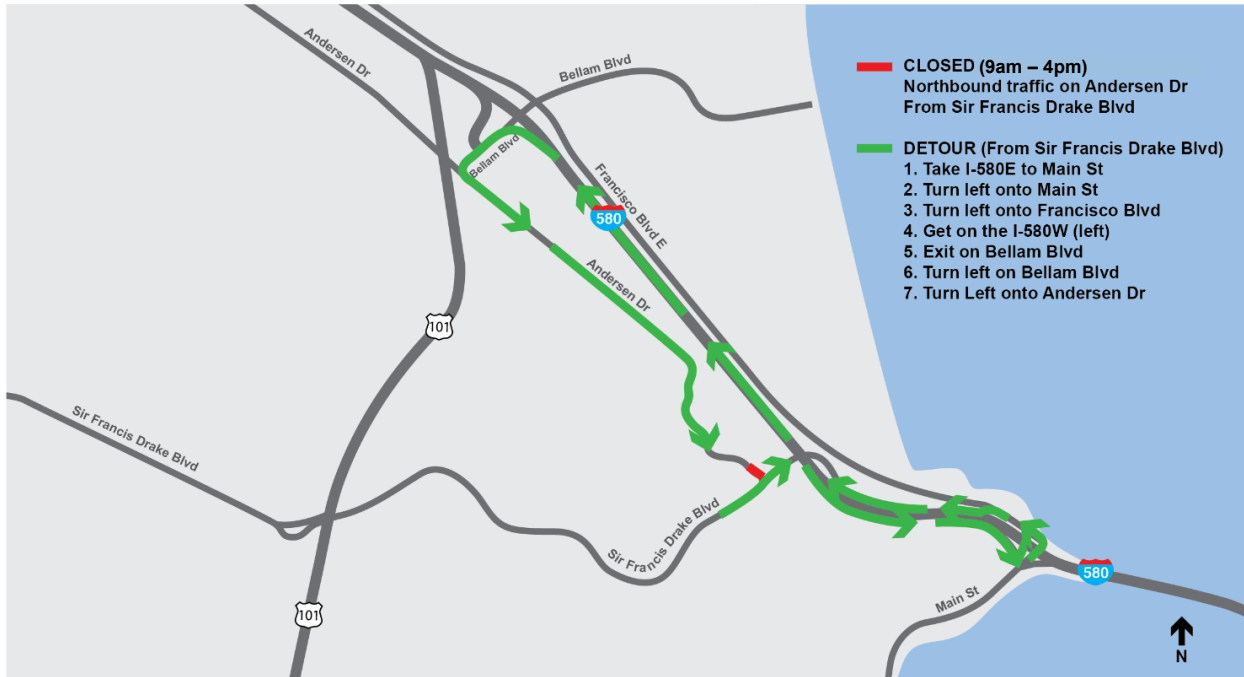 Andersen Dr
Bellam Blvd
CLOSED (9am – 4pm)
Northbound traffic on Andersen Dr
From Sir Francis Drake Blvd
DETOUR (From Sir Francis Drake Blvd)
1. Take I-580E to Main St
2. Turn left onto Main St
3. Turn left onto Francisco Blvd
4. Get on the I-580W (left)
5. Exit on Bellam Blvd
6. Turn left on Bellam Blvd
7. Turn Left onto Andersen Dr
Bellam Blvd
Francisco Blvd E
580
Andersen Dr
101
Sir Francis Drake Blvd
Sir Francis Drake Blvd
580
Main St
101
N